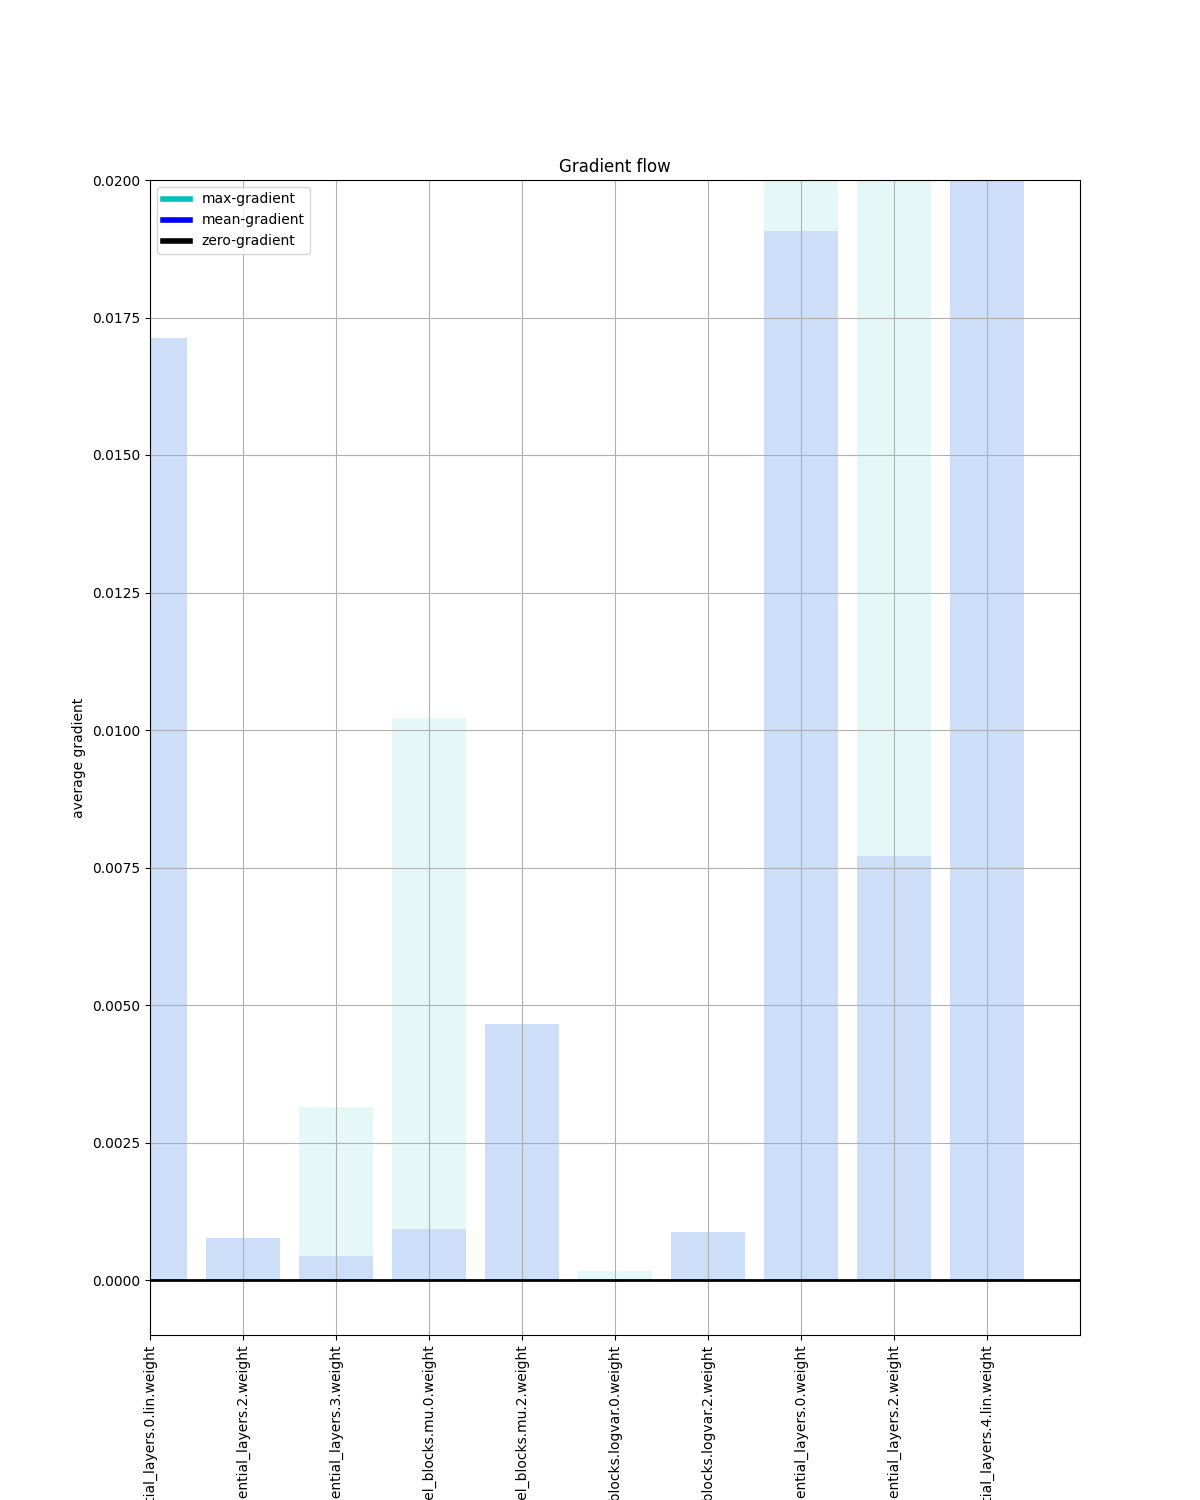 Gradient flow
max-gradient
mean-gradient
zero-gradient
0.0200
0.0175
0.0150
0.0125
0.0100
0.0075
0.0050
0.0025
0.0000
average gradient
tial_layers.0.lin.weight
ential_layers.2.weight
ential_layers.3.weight
el_blocks.mu.0.weight
el_blocks.mu.2.weight
blocks.logvar.0.weight
blocks.logvar.2.weight
ential_layers.0.weight
ential_layers.2.weight
tial_layers.4.lin.weight